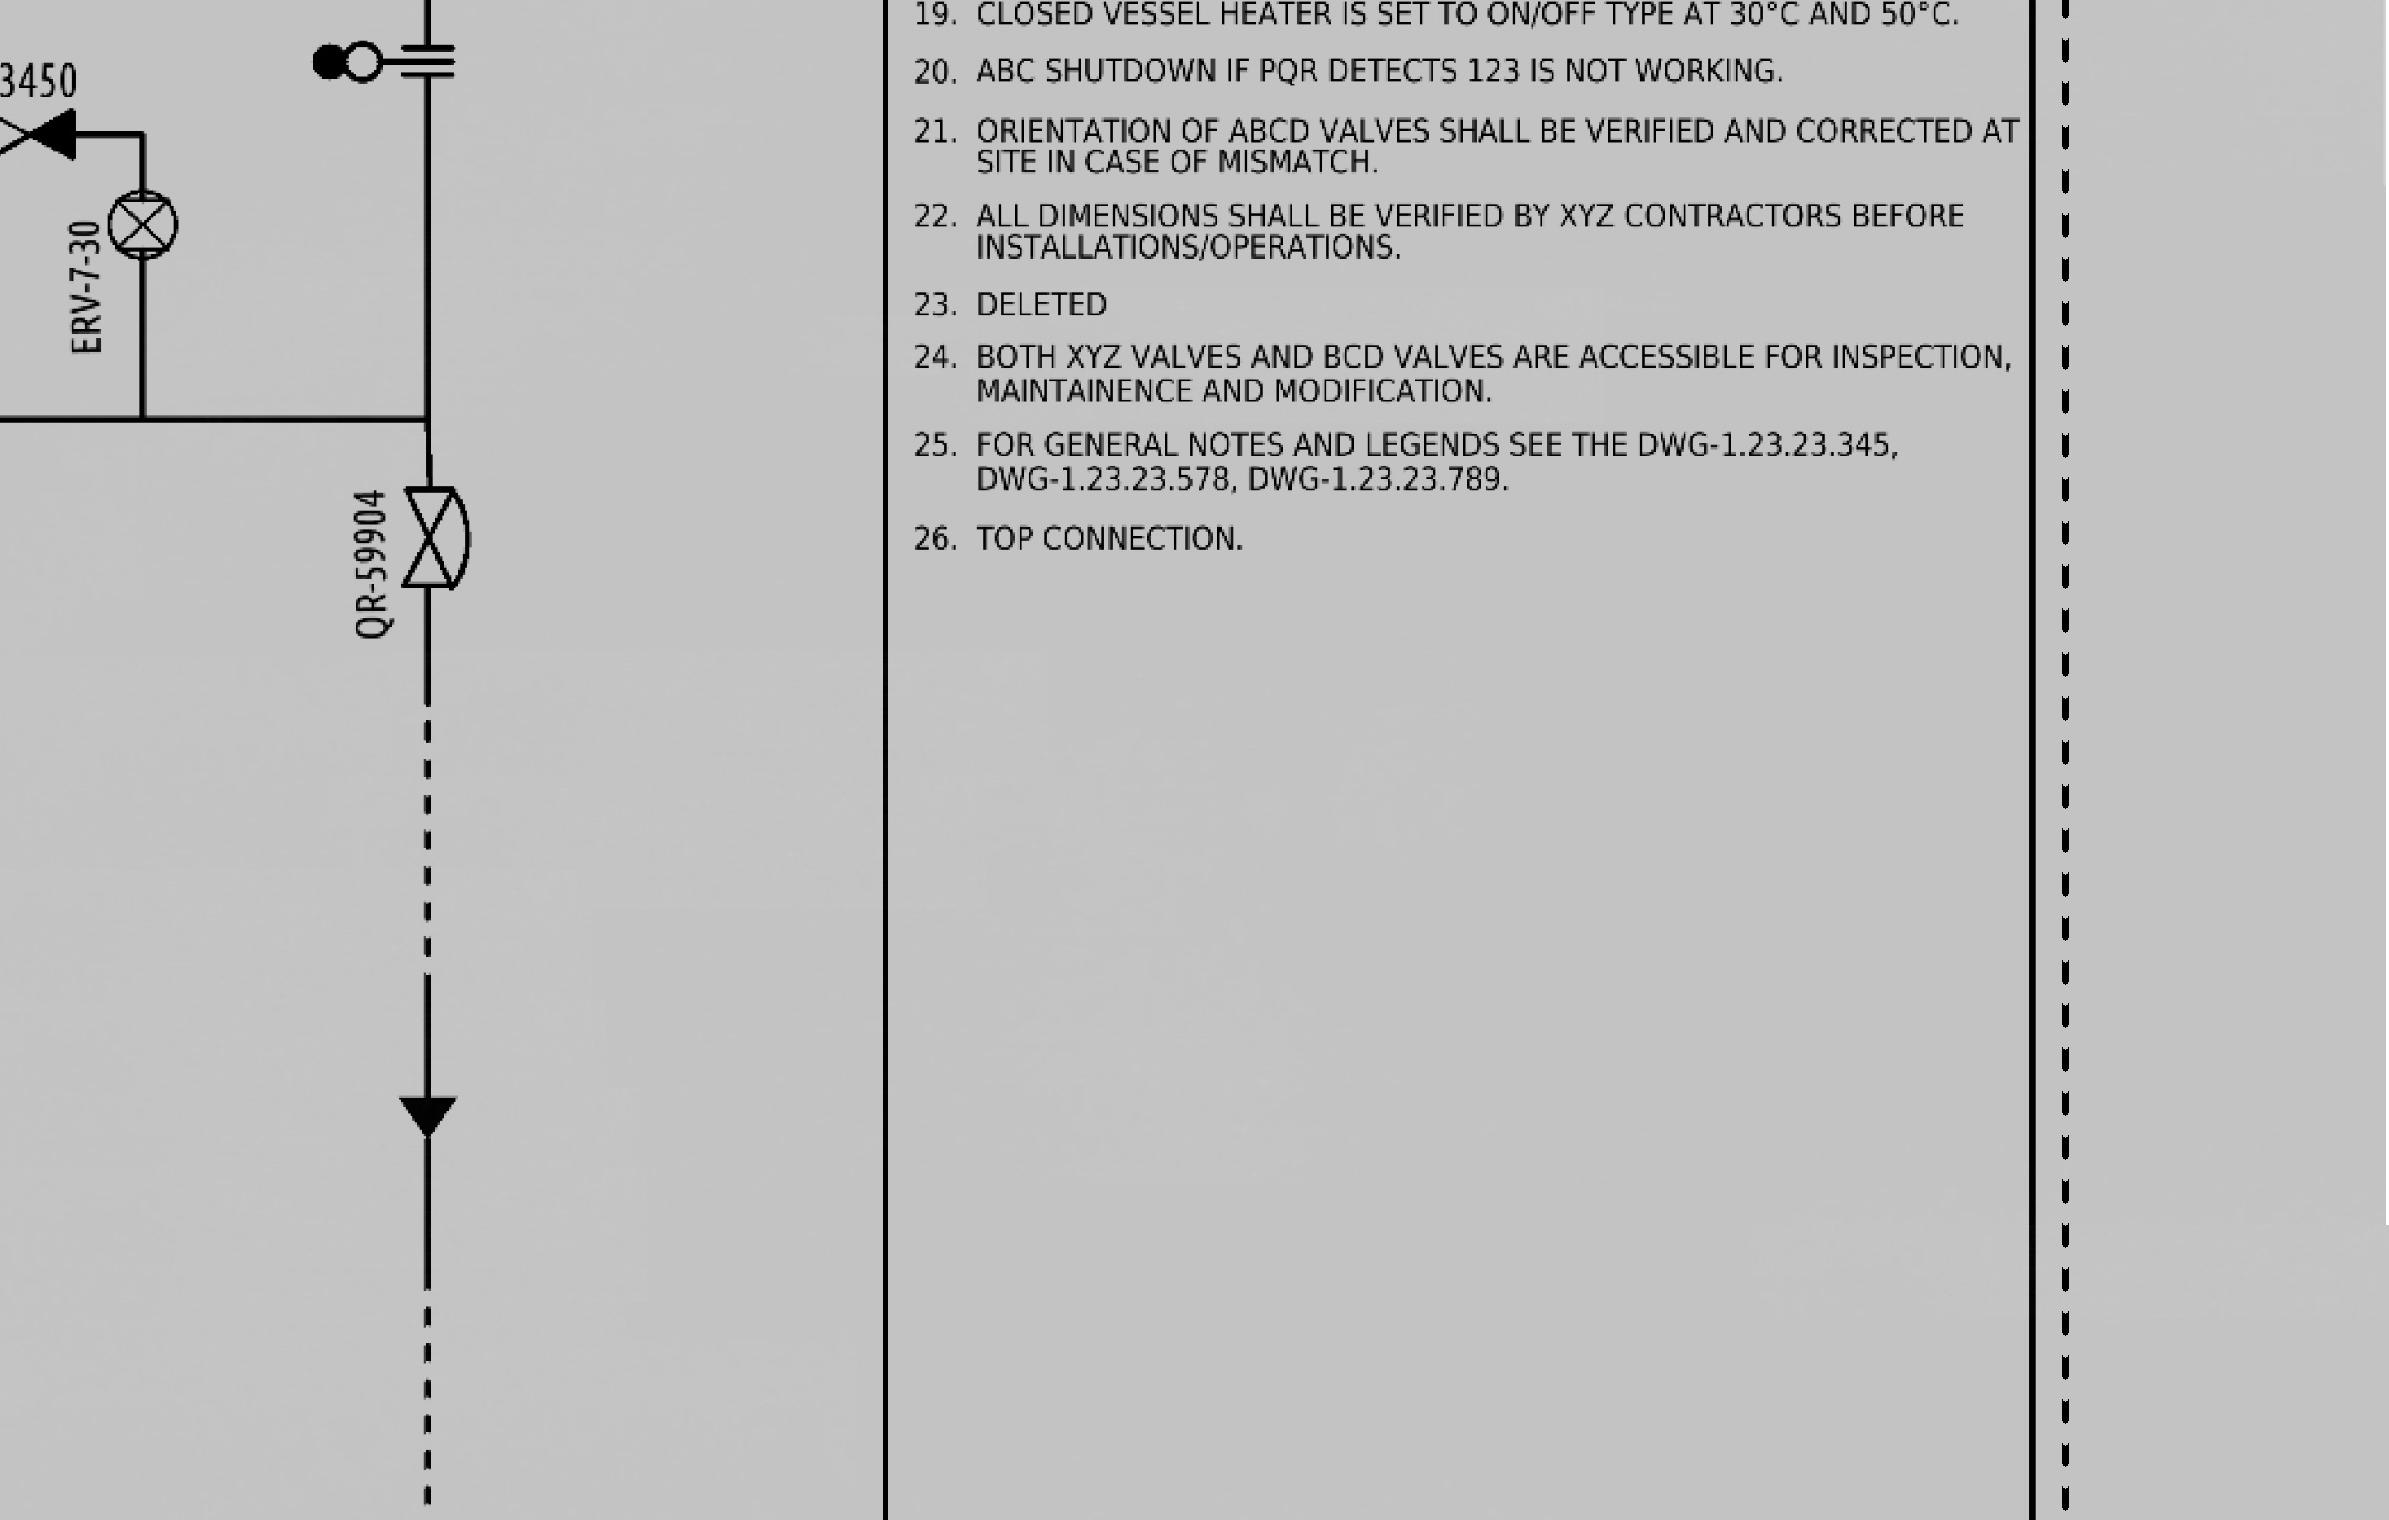 3450
ERV-7-30
QR-59904
19. CLOSED VESSEL HEATER IS SET TO ON/OFF TYPE AT 30°C AND 50°C.
20. ABC SHUTDOWN IF PQR DETECTS 123 IS NOT WORKING.
21. ORIENTATION OF ABCD VALVES SHALL BE VERIFIED AND CORRECTED AT
SITE IN CASE OF MISMATCH.
22. ALL DIMENSIONS SHALL BE VERIFIED BY XYZ CONTRACTORS BEFORE
INSTALLATIONS/OPERATIONS.
23. DELETED
24. BOTH XYZ VALVES AND BCD VALVES ARE ACCESSIBLE FOR INSPECTION,
MAINTAINENCE AND MODIFICATION.
25. FOR GENERAL NOTES AND LEGENDS SEE THE DWG-1.23.23.345,
DWG-1.23.23.578, DWG-1.23.23.789.
26. TOP CONNECTION.